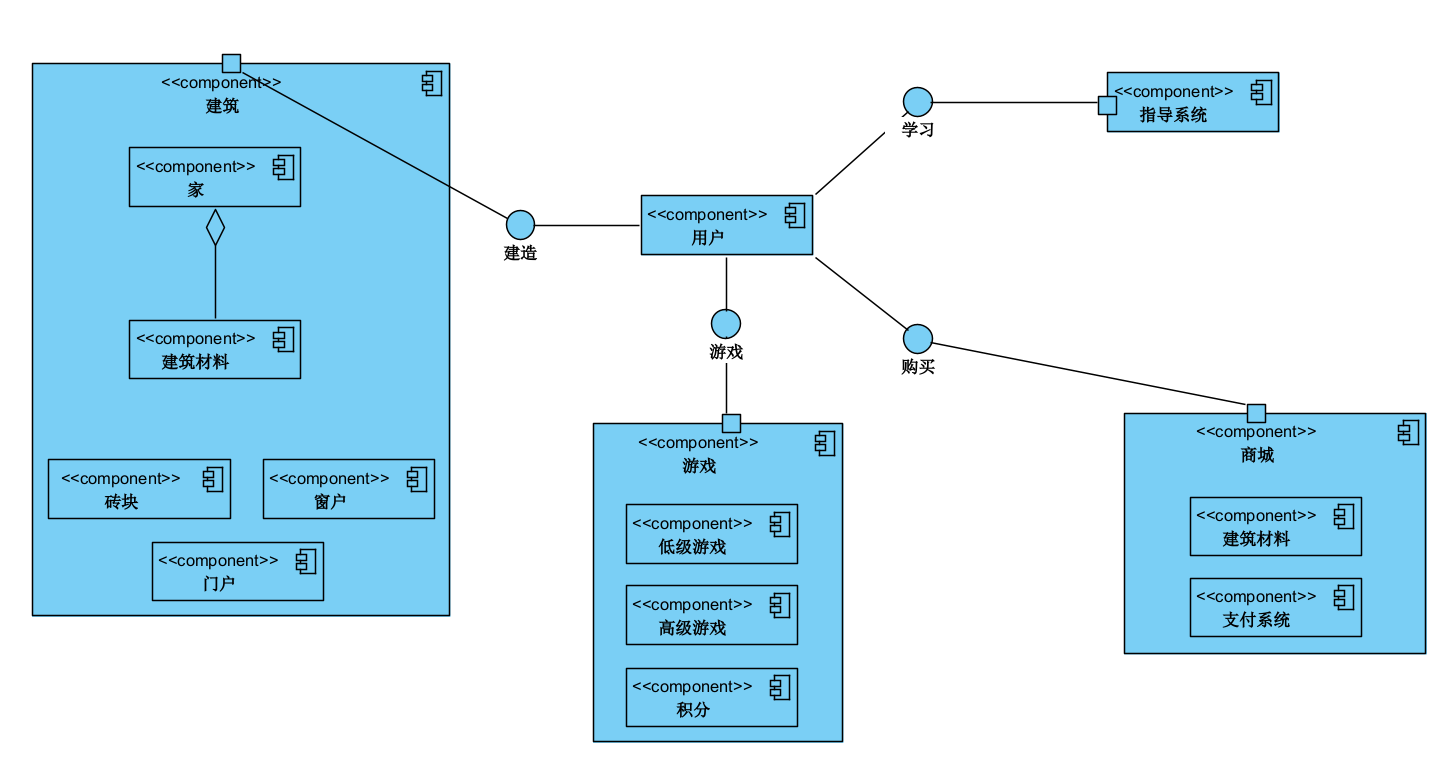 <<component>>
建筑
<<component>>
家
<<component>>
建筑材料
<<component>>
砖块
<<component>>
窗户
<<component>>
门户
建造
<<component>>
用户
学习
<<component>>
指导系统
游戏
购买
<<component>>
游戏
<<component>>
低级游戏
<<component>>
高级游戏
<<component>>
积分
<<component>>
商城
<<component>>
建筑材料
<<component>>
支付系统